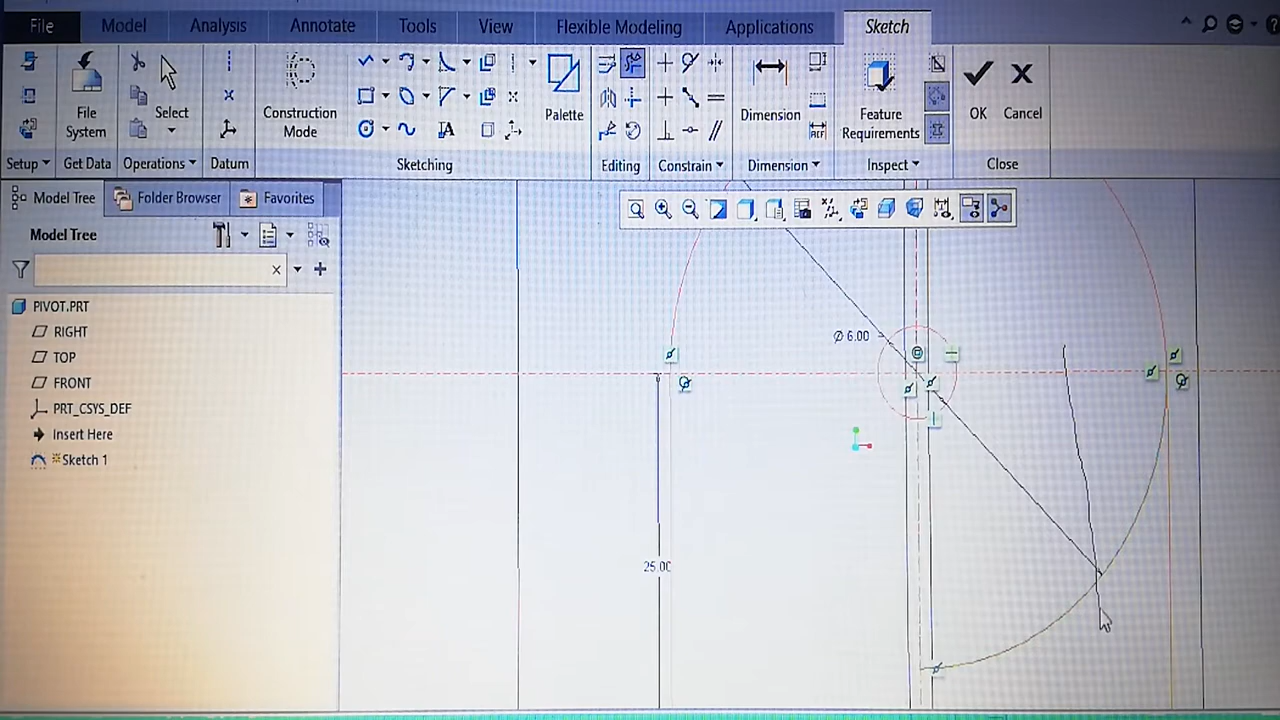 File Model Analysis Annotate Tools View Flexible Modeling Applications Sketch
File System
Select
Construction Mode
Palette
Dimension
REF
Feature Requirements
OK
Cancel
Setup Get Data Operations Datum Sketching Editing Constrain Dimension Inspect Close
Model Tree Folder Browser Favorites
Model Tree
PIVOT.PRT
RIGHT
TOP
FRONT
PRT_CSYS_DEF
Insert Here
Sketch 1
Ø 6.00
25.00